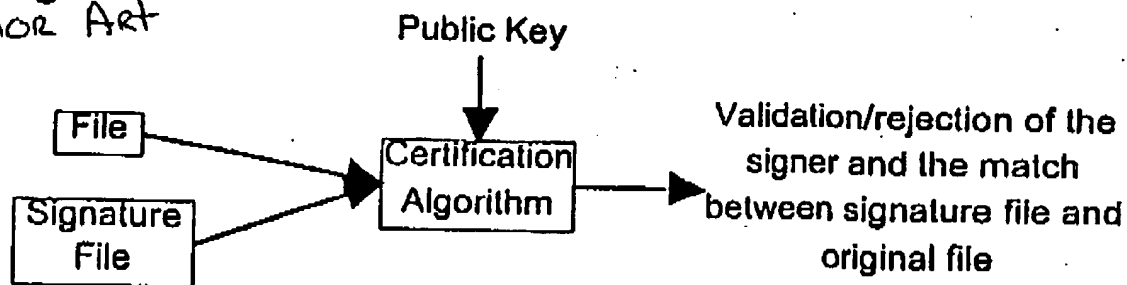 IOR ART
Public Key
File
Certification
Algorithm
Signature
File
Validation/rejection of the
signer and the match
between signature file and
original file